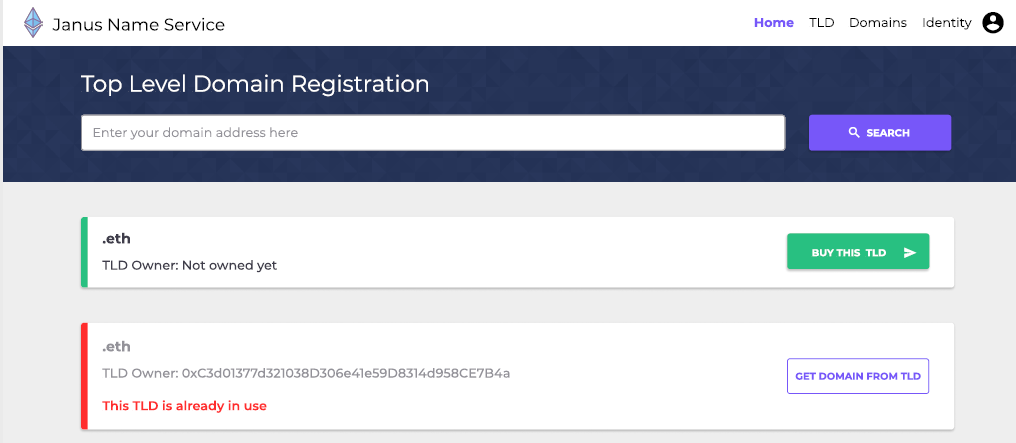 Janus Name Service
Home TLD Domains Identity
Top Level Domain Registration
Enter your domain address here
SEARCH
.eth
TLD Owner: Not owned yet
BUY THIS TLD
.eth
TLD Owner: 0xC3d01377d321038D306e41e59D8314d958CE7B4a
This TLD is already in use
GET DOMAIN FROM TLD